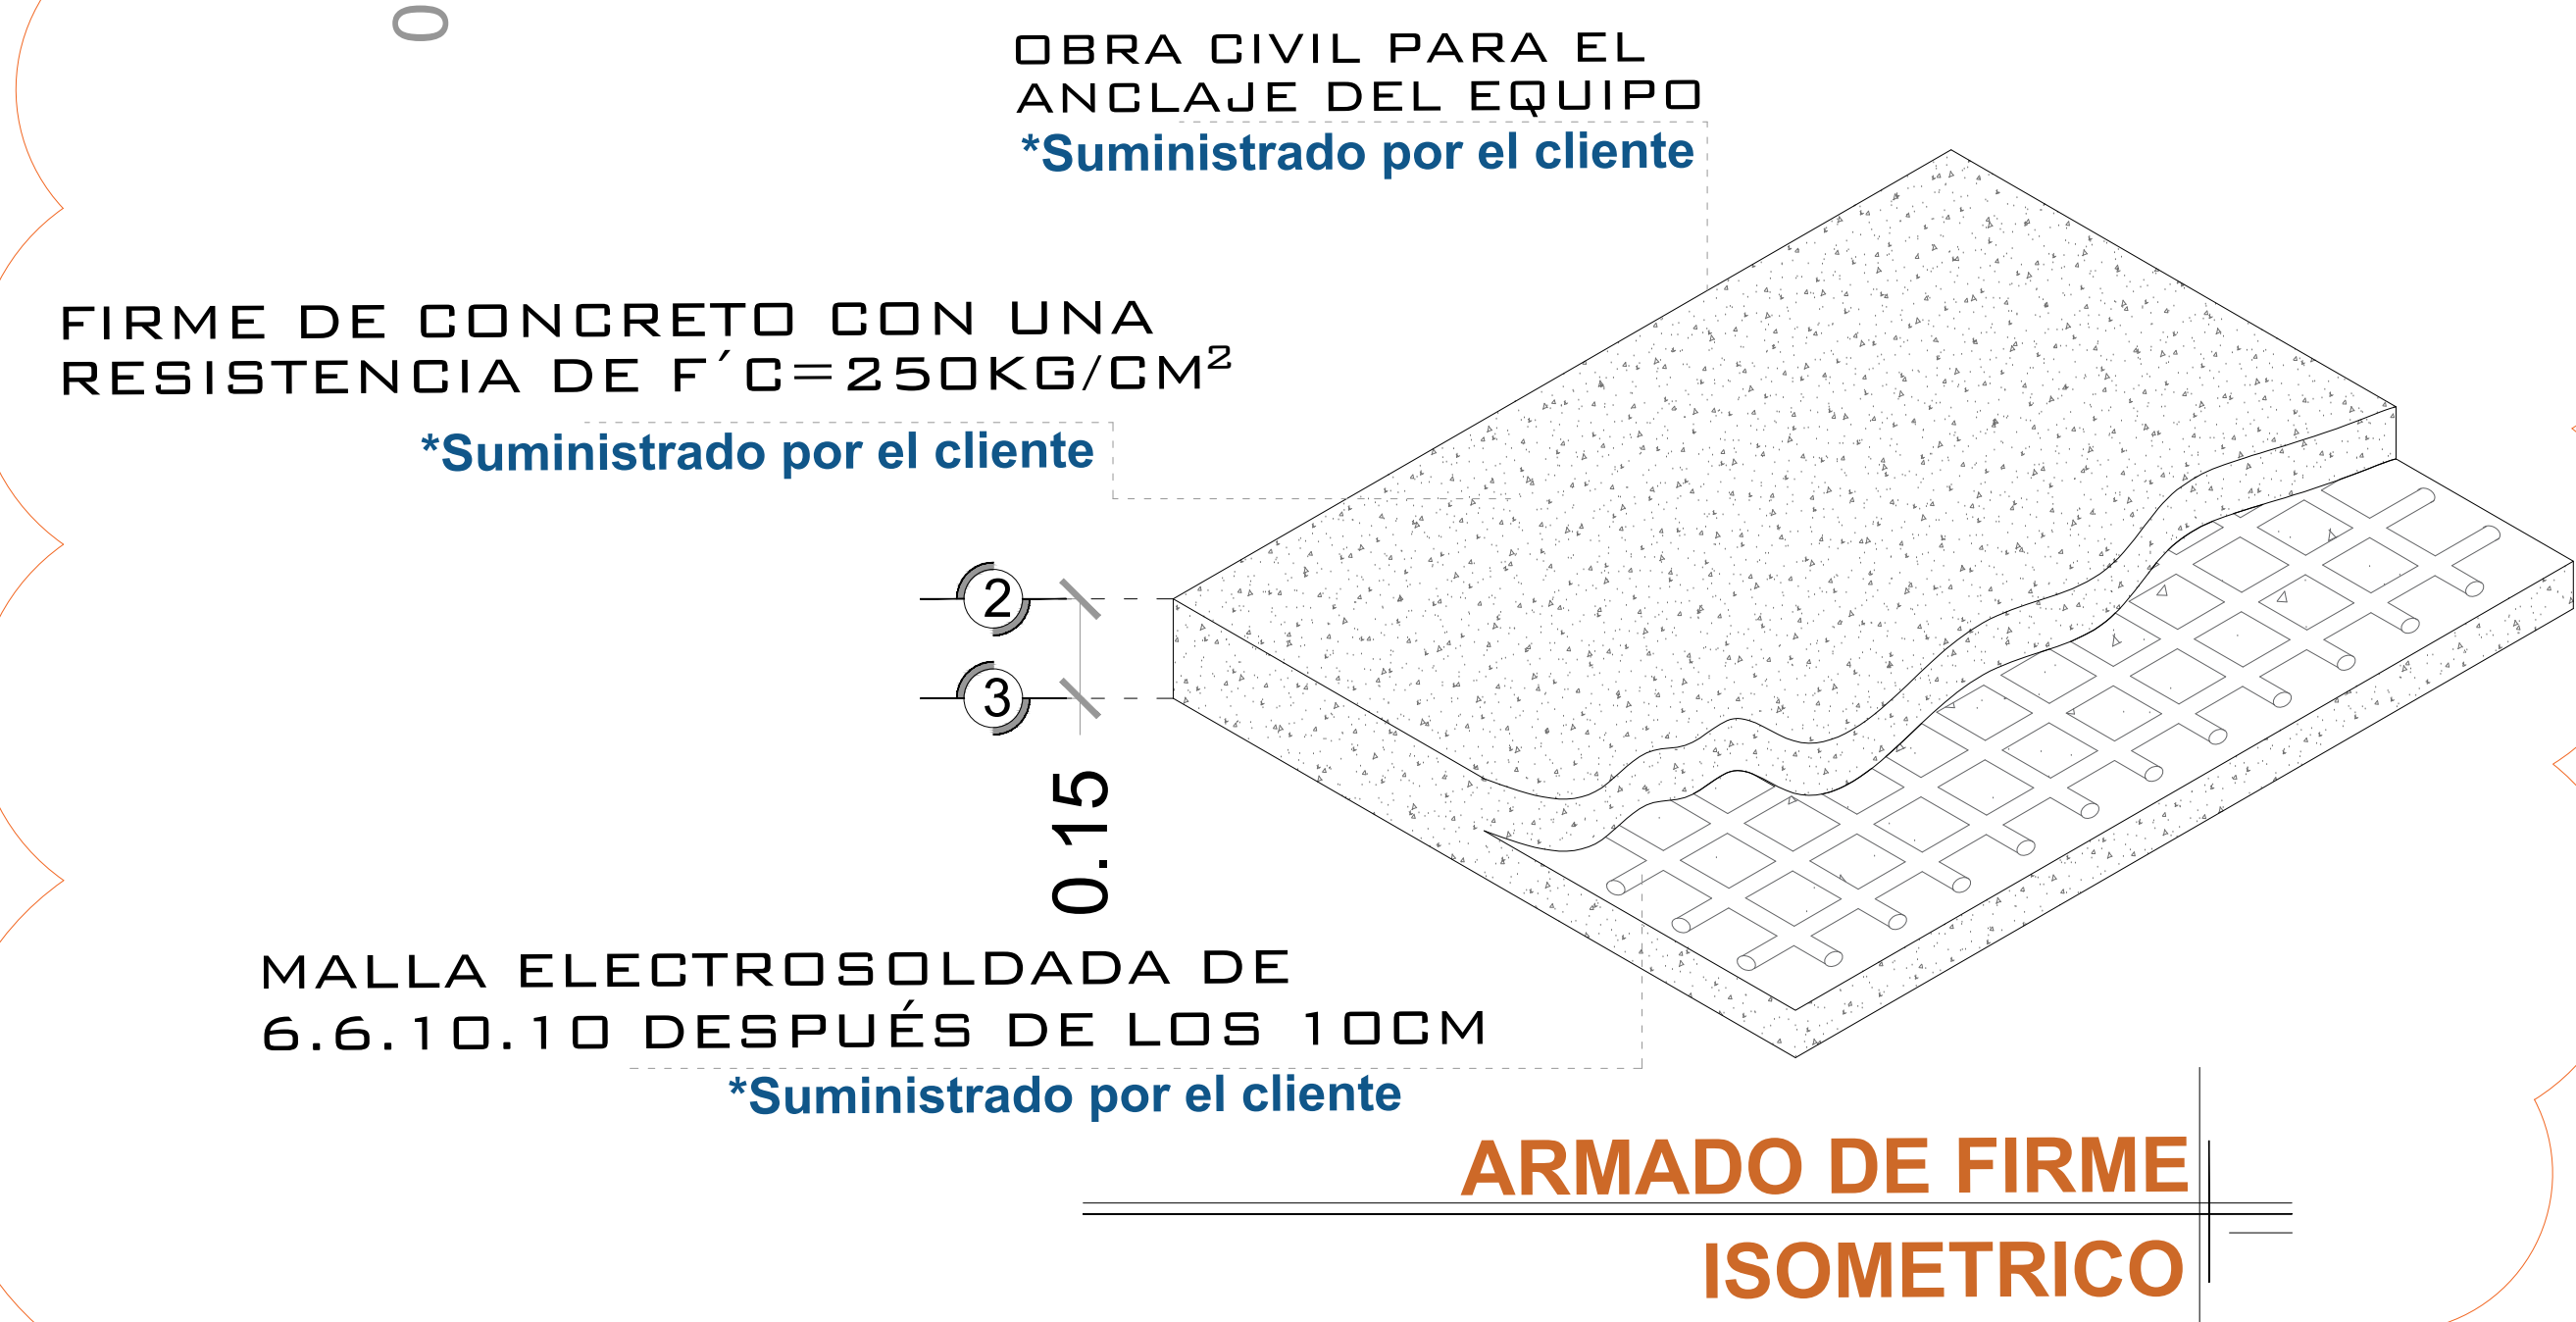 0
OBRA CIVIL PARA EL
ANCLAJE DEL EQUIPO
*Suministrado por el cliente
FIRME DE CONCRETO CON UNA
RESISTENCIA DE F´C=250KG/CM²
*Suministrado por el cliente
2
3
0.15
MALLA ELECTROSOLDADA DE
6.6.10.10 DESPUÉS DE LOS 10CM
*Suministrado por el cliente
ARMADO DE FIRME
ISOMETRICO